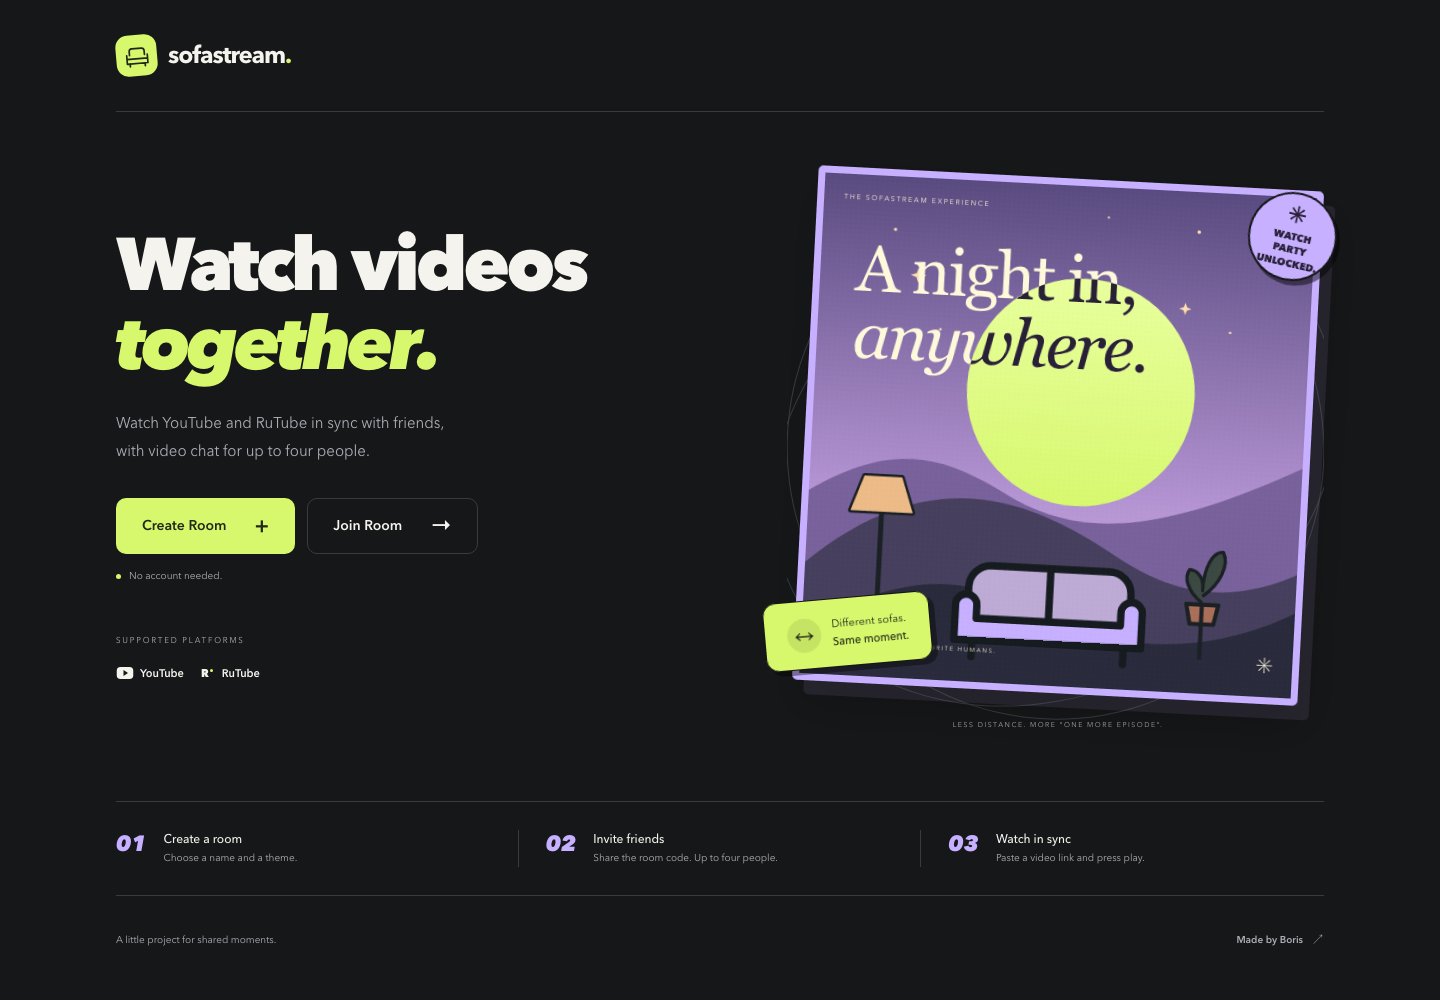 sofastream.
Watch videos
together.
Watch YouTube and RuTube in sync with friends,
with video chat for up to four people.
Create Room +
Join Room →
No account needed.
SUPPORTED PLATFORMS
YouTube
R RuTube
THE SOFASTREAM EXPERIENCE
A night in,
anywhere.
WATCH
PARTY
UNLOCKED.
Different sofas.
Same moment.
HUMANS.
LESS DISTANCE. MORE "ONE MORE EPISODE".
01 Create a room
Choose a name and a theme.
02 Invite friends
Share the room code. Up to four people.
03 Watch in sync
Paste a video link and press play.
A little project for shared moments.
Made by Boris ↗